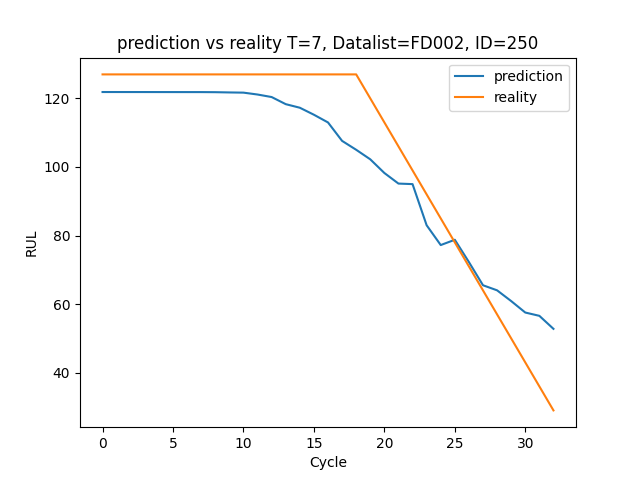 prediction vs reality T=7, Datalist=FD002, ID=250
prediction
reality
RUL
120
100
80
60
40
0 5 10 15 20 25 30
Cycle